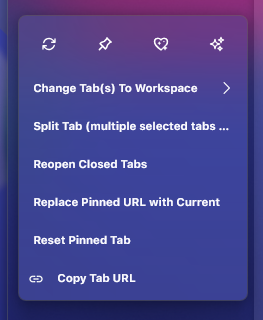 Change Tab(s) To Workspace
Split Tab (multiple selected tabs ...
Reopen Closed Tabs
Replace Pinned URL with Current
Reset Pinned Tab
Copy Tab URL